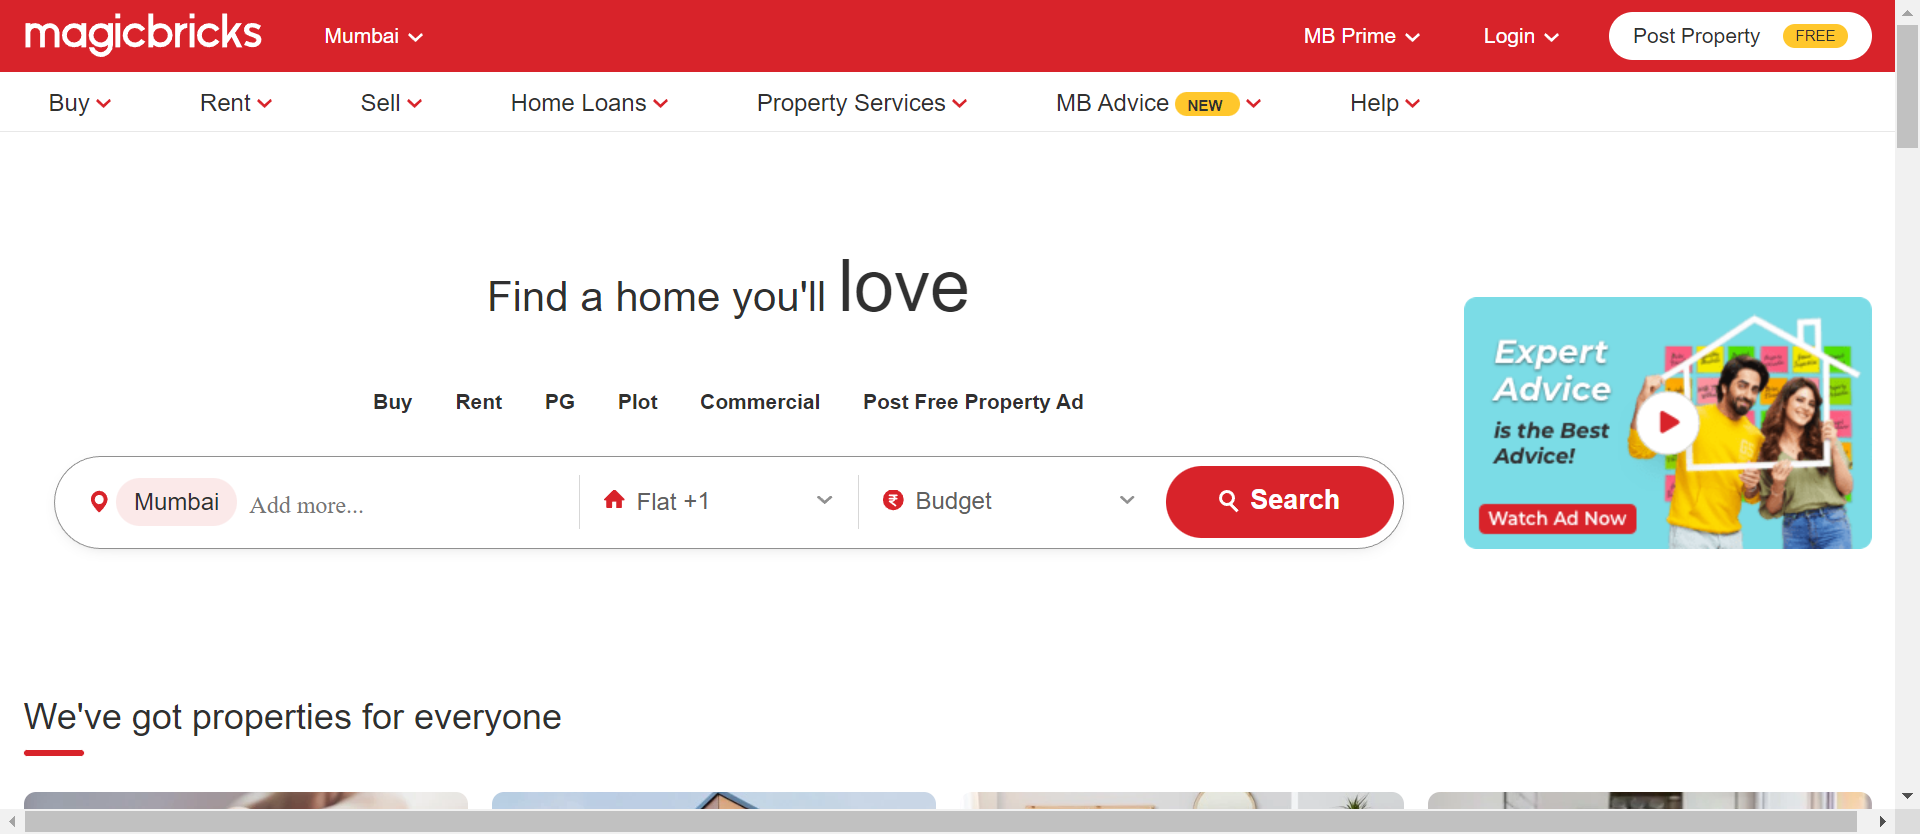 magicbricks
Mumbai
MB Prime
Login
Post Property FREE
Buy
Rent
Sell
Home Loans
Property Services
MB Advice NEW
Help
Find a home you'll love
Buy
Rent
PG
Plot
Commercial
Post Free Property Ad
Mumbai
Add more...
Flat +1
Budget
Search
Expert
Advice
is the Best
Advice!
Watch Ad Now
We've got properties for everyone